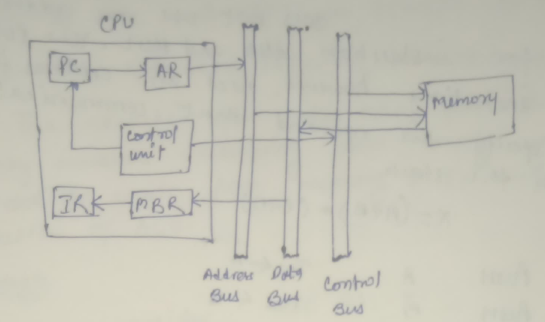 CPU
PC
AR
control
unit
IR
MBR
memory
Address
Bus
Data
Bus
control
Bus